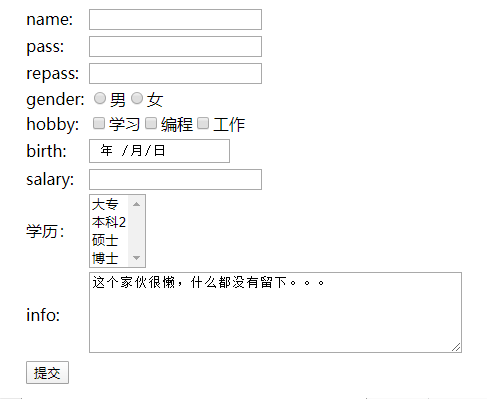 name:
pass:
repass:
gender: 男 女
hobby: 学习 编程 工作
birth: 年 /月/日
salary:
学历:
大专
本科2
硕士
博士
info: 这个家伙很懒，什么都没有留下。。。
提交